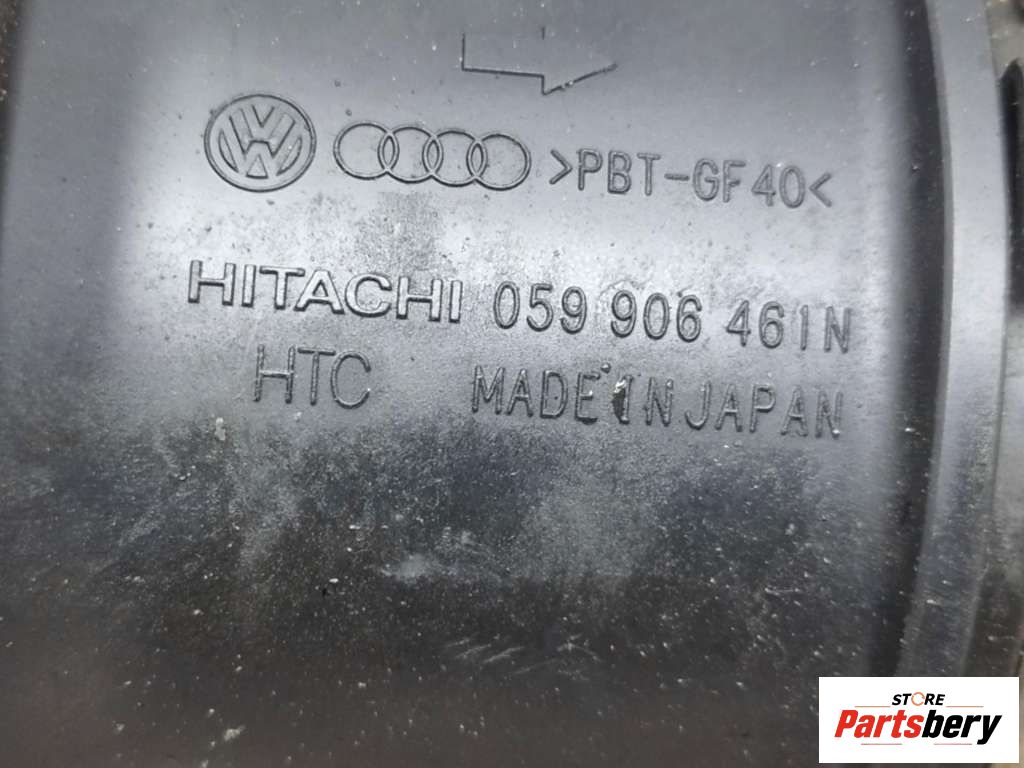 >PBT-GF40<
HITACHI 059 906 461N
HTC MADE IN JAPAN
STORE
Partsbery